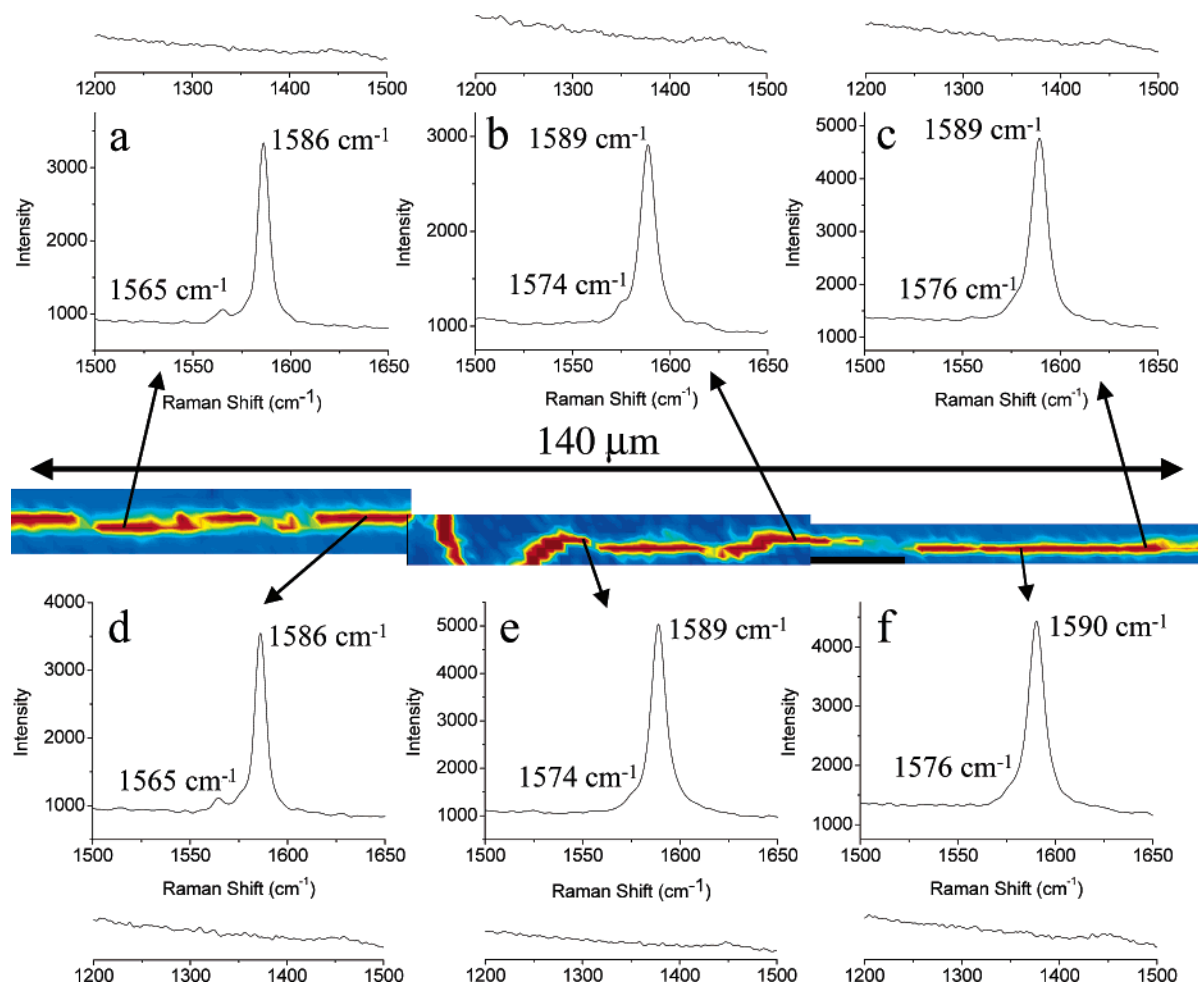 1200 1300 1400 1500
1200 1300 1400 1500
1200 1300 1400 1500
a
1586 cm-1
1565 cm-1
Intensity
3000
2000
1000
1500 1550 1600 1650
Raman Shift (cm-1)
b
1589 cm-1
1574 cm-1
Intensity
3000
2000
1000
1500 1550 1600 1650
Raman Shift (cm-1)
c
1589 cm-1
1576 cm-1
Intensity
5000
4000
3000
2000
1000
1500 1550 1600 1650
Raman Shift (cm-1)
140 μm
d
1586 cm-1
1565 cm-1
Intensity
4000
3000
2000
1000
1500 1550 1600 1650
Raman Shift (cm-1)
e
1589 cm-1
1574 cm-1
Intensity
5000
4000
3000
2000
1000
1500 1550 1600 1650
Raman Shift (cm-1)
f
1590 cm-1
1576 cm-1
Intensity
4000
3000
2000
1000
1500 1550 1600 1650
Raman Shift (cm-1)
1200 1300 1400 1500
1200 1300 1400 1500
1200 1300 1400 1500